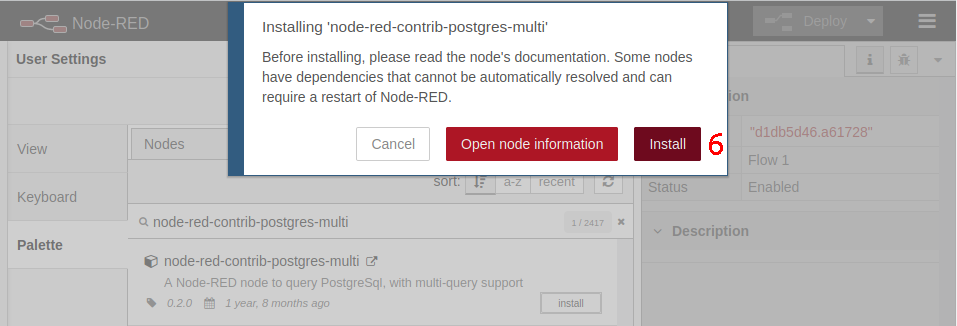 Node-RED
Deploy
Installing 'node-red-contrib-postgres-multi'
Before installing, please read the node's documentation. Some nodes
have dependencies that cannot be automatically resolved and can
require a restart of Node-RED.
Cancel
Open node information
Install
6
User Settings
View
Keyboard
Palette
Nodes
sort:
a-z
recent
node-red-contrib-postgres-multi
1 / 2417
node-red-contrib-postgres-multi
A Node-RED node to query PostgreSql, with multi-query support
0.2.0
1 year, 8 months ago
install
"d1db5d46.a61728"
Flow 1
Status
Enabled
Description